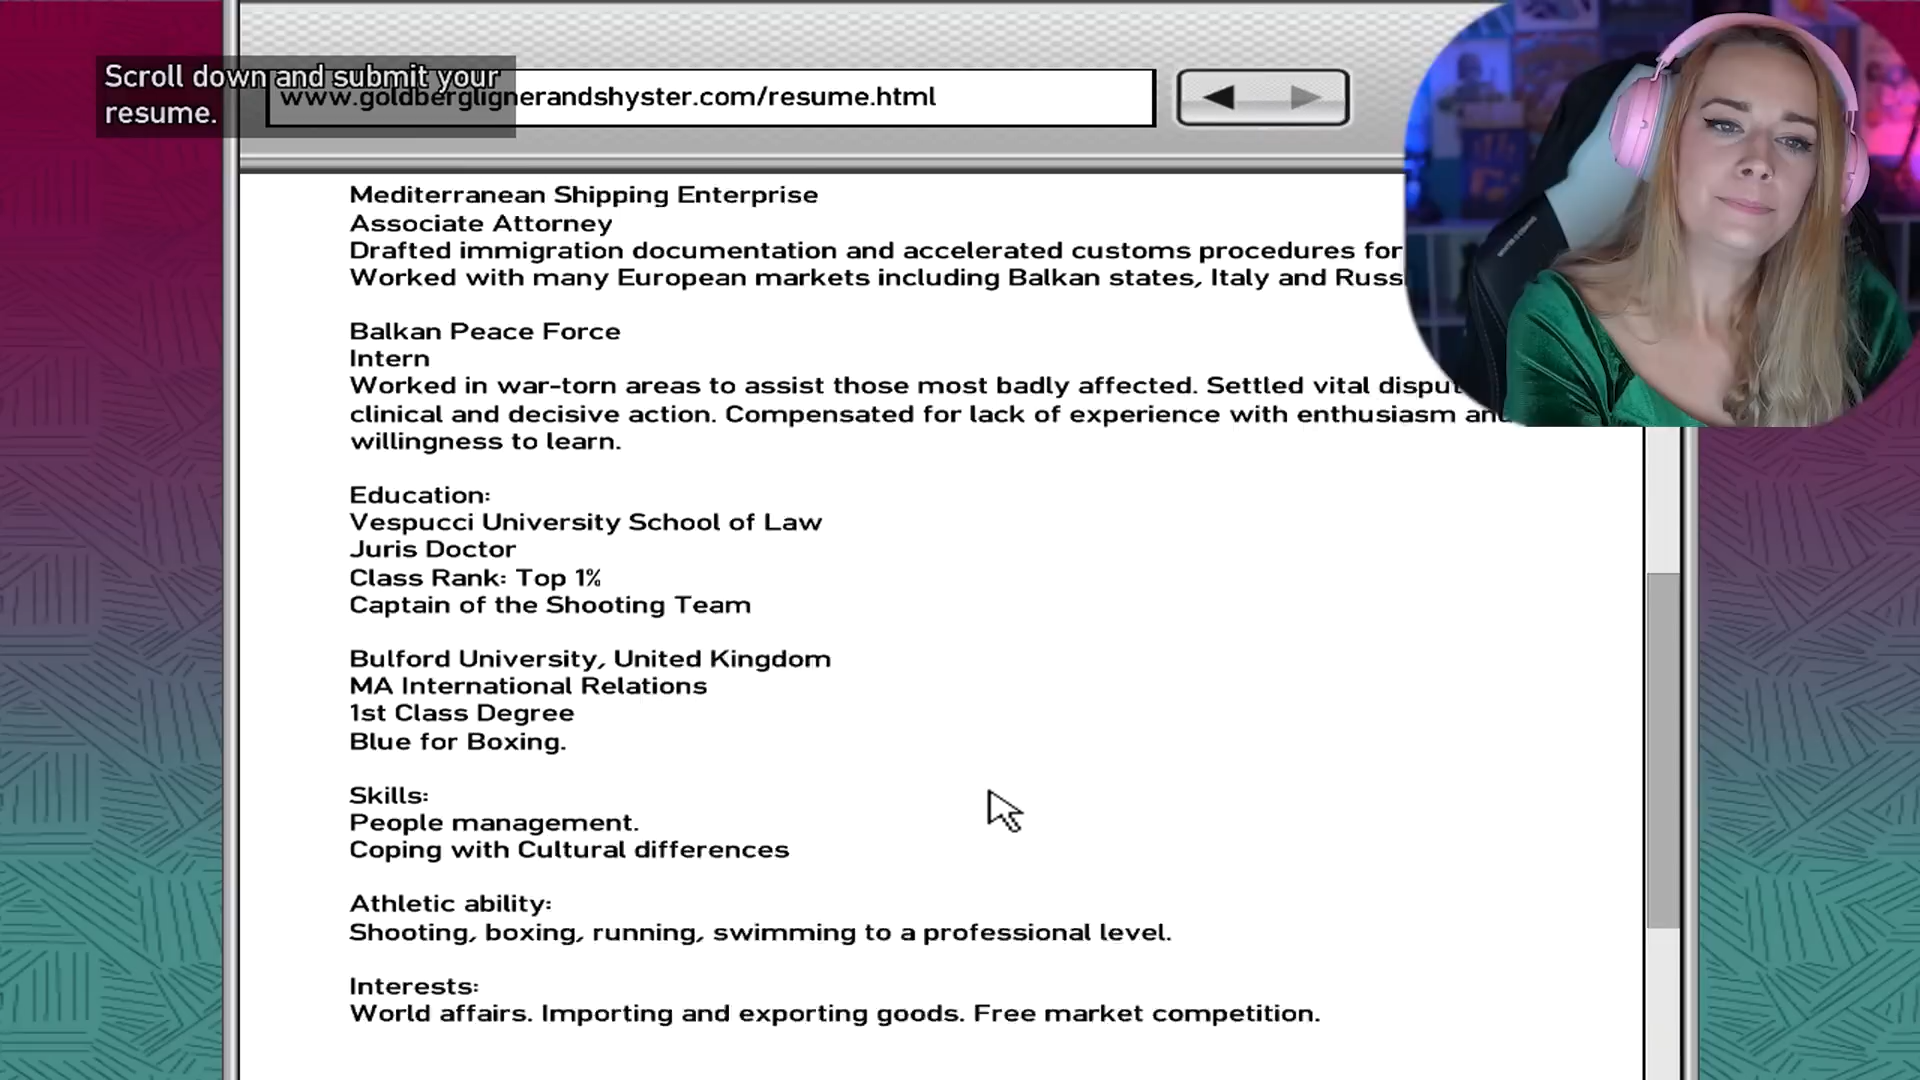 Scroll down and submit your
resume.
www.goldberglignerandshyster.com/resume.html
Mediterranean Shipping Enterprise
Associate Attorney
Drafted immigration documentation and accelerated customs procedures for
Worked with many European markets including Balkan states, Italy and
Balkan Peace Force
Intern
Worked in war-torn areas to assist those most badly affected. Settled vital
clinical and decisive action. Compensated for lack of experience with enthusiasm and
willingness to learn.
Education:
Vespucci University School of Law
Juris Doctor
Class Rank: Top 1%
Captain of the Shooting Team
Bulford University, United Kingdom
MA International Relations
1st Class Degree
Blue for Boxing.
Skills:
People management.
Coping with Cultural differences
Athletic ability:
Shooting, boxing, running, swimming to a professional level.
Interests:
World affairs. Importing and exporting goods. Free market competition.